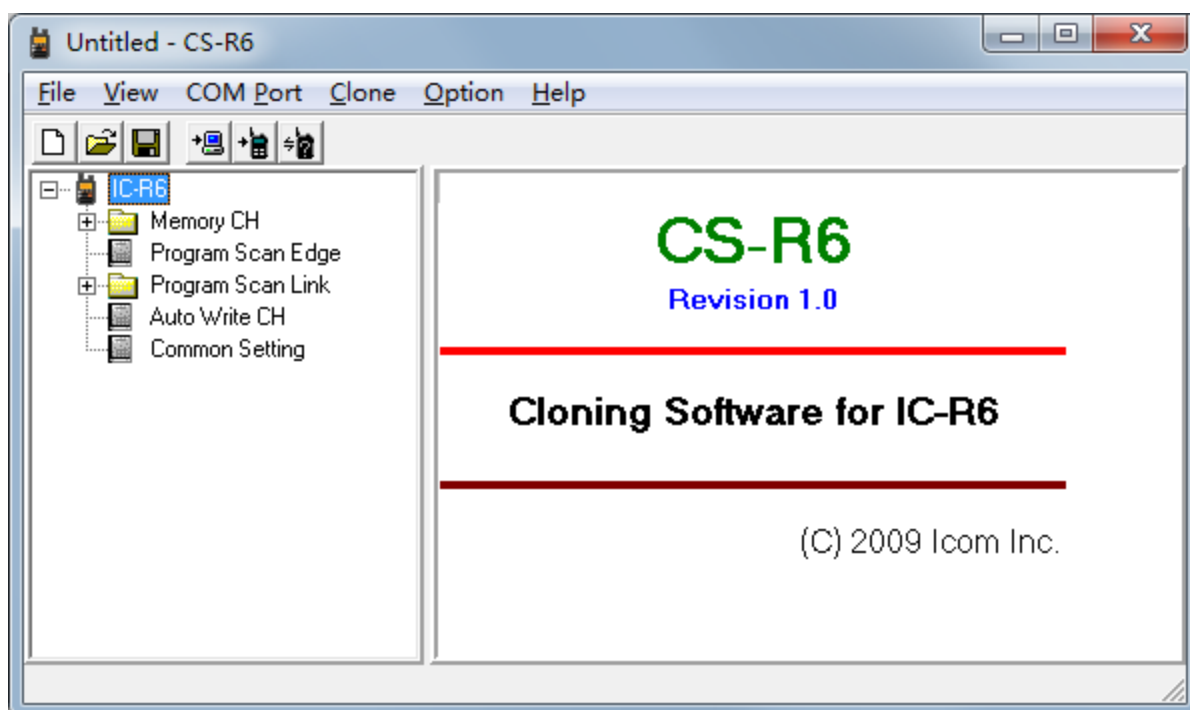 Untitled - CS-R6
File View COM Port Clone Option Help
IC-R6
Memory CH
Program Scan Edge
Program Scan Link
Auto Write CH
Common Setting
CS-R6
Revision 1.0
Cloning Software for IC-R6
(C) 2009 Icom Inc.